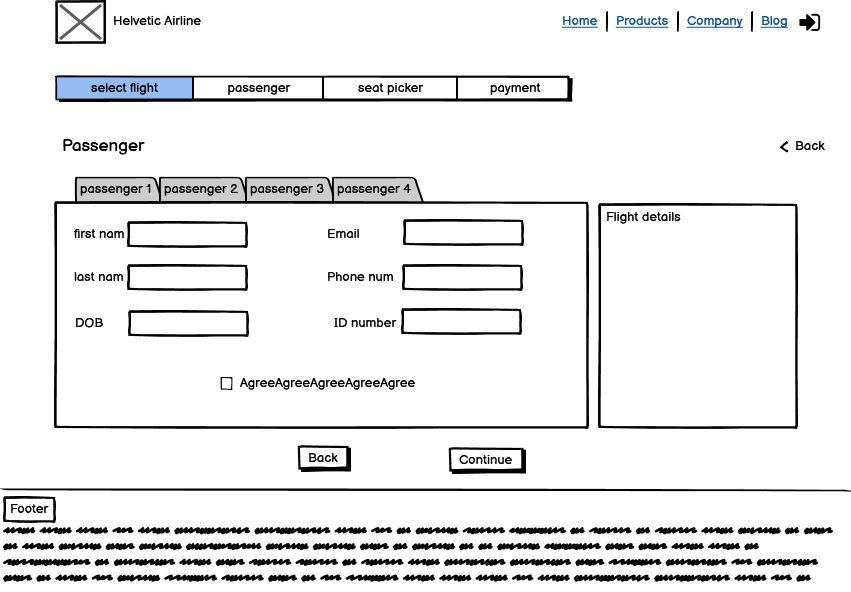 Helvetic Airline
Home Products Company Blog
select flight passenger seat picker payment
Passenger
Back
passenger 1 passenger 2 passenger 3 passenger 4
Flight details
first nam Email
last nam Phone num
DOB ID number
AgreeAgreeAgreeAgreeAgree
Back Continue
Footer